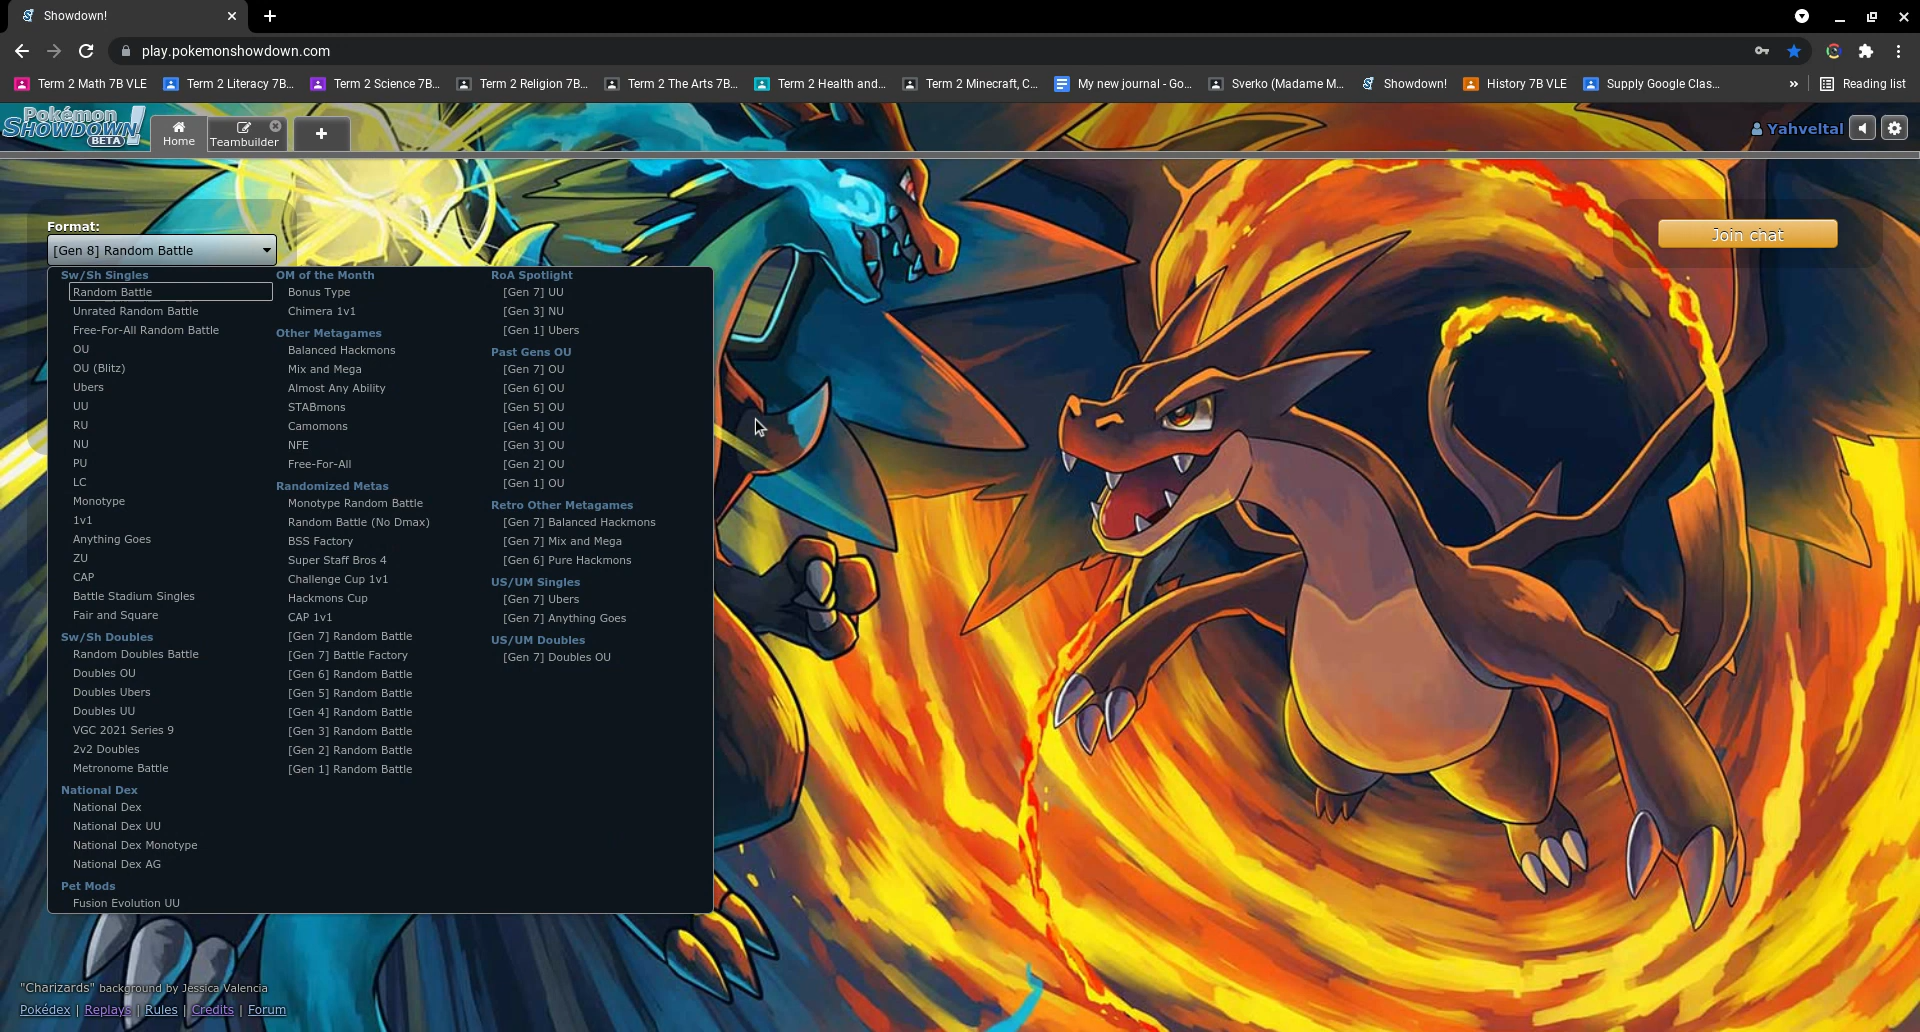 Showdown!
play.pokemonshowdown.com
Term 2 Math 7B VLE
Term 2 Literacy 7B...
Term 2 Science 7B...
Term 2 Religion 7B...
Term 2 The Arts 7B...
Term 2 Health and...
Term 2 Minecraft, C...
My new journal - Go...
Sverko (Madame M...
Showdown!
History 7B VLE
Supply Google Clas...
»
Reading list
Pokémon
SHOWDOWN!
BETA
Home
Teambuilder
Yahveltal
Format:
[Gen 8] Random Battle
Join chat
Sw/Sh Singles
Random Battle
Unrated Random Battle
Free-For-All Random Battle
OU
OU (Blitz)
Ubers
UU
RU
NU
PU
LC
Monotype
1v1
Anything Goes
ZU
CAP
Battle Stadium Singles
Fair and Square
Sw/Sh Doubles
Random Doubles Battle
Doubles OU
Doubles Ubers
Doubles UU
VGC 2021 Series 9
2v2 Doubles
Metronome Battle
National Dex
National Dex
National Dex UU
National Dex Monotype
National Dex AG
Pet Mods
Fusion Evolution UU
OM of the Month
Bonus Type
Chimera 1v1
Other Metagames
Balanced Hackmons
Mix and Mega
Almost Any Ability
STABmons
Camomons
NFE
Free-For-All
Randomized Metas
Monotype Random Battle
Random Battle (No Dmax)
BSS Factory
Super Staff Bros 4
Challenge Cup 1v1
Hackmons Cup
CAP 1v1
[Gen 7] Random Battle
[Gen 7] Battle Factory
[Gen 6] Random Battle
[Gen 5] Random Battle
[Gen 4] Random Battle
[Gen 3] Random Battle
[Gen 2] Random Battle
[Gen 1] Random Battle
RoA Spotlight
[Gen 7] UU
[Gen 3] NU
[Gen 1] Ubers
Past Gens OU
[Gen 7] OU
[Gen 6] OU
[Gen 5] OU
[Gen 4] OU
[Gen 3] OU
[Gen 2] OU
[Gen 1] OU
Retro Other Metagames
[Gen 7] Balanced Hackmons
[Gen 7] Mix and Mega
[Gen 6] Pure Hackmons
US/UM Singles
[Gen 7] Ubers
[Gen 7] Anything Goes
US/UM Doubles
[Gen 7] Doubles OU
"Charizards" background by Jessica Valencia
Pokédex | Replays | Rules | Credits | Forum